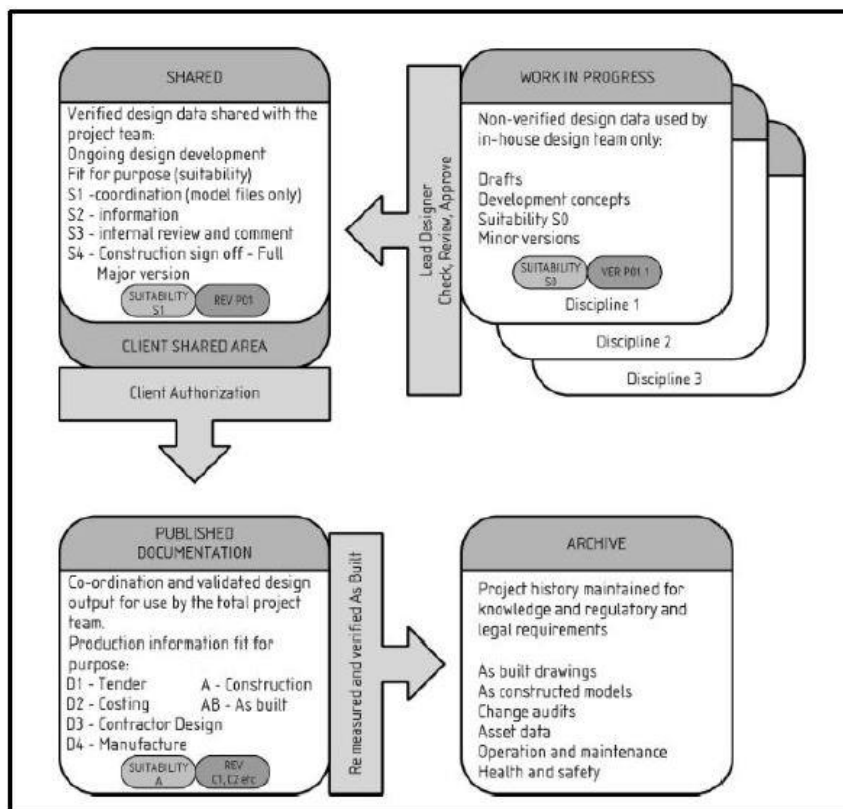 SHARED
Verified design data shared with the
project team:
Ongoing design development
Fit for purpose (suitability)
S1 -coordination (model files only)
S2 - information
S3 - internal review and comment
S4 - Construction sign off - Full
Major version
SUITABILITY
S1
REV P01
CLIENT SHARED AREA
Client Authorization
Lead Designer
Check, Review, Approve
WORK IN PROGRESS
Non-verified design data used by
in-house design team only:
Drafts
Development concepts
Suitability S0
Minor versions
SUITABILITY
S0
VER P01.1
Discipline 1
Discipline 2
Discipline 3
PUBLISHED
DOCUMENTATION
Co-ordination and validated design
output for use by the total project
team.
Production information fit for
purpose:
D1 - Tender A - Construction
D2 - Costing AB - As built
D3 - Contractor Design
D4 - Manufacture
SUITABILITY
A
REV
C1, C2 etc
Re measured and verified As Built
ARCHIVE
Project history maintained for
knowledge and regulatory and
legal requirements
As built drawings
As constructed models
Change audits
Asset data
Operation and maintenance
Health and safety